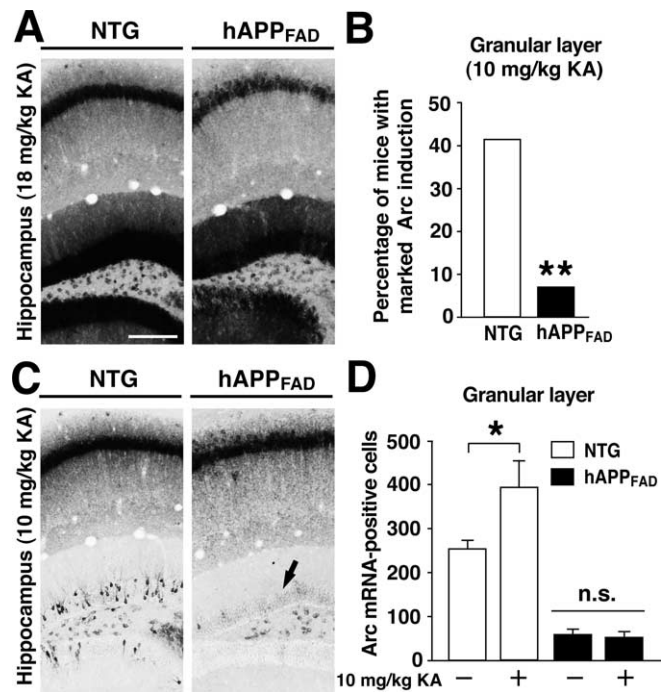 A
NTG
hAPPFAD
Hippocampus (18 mg/kg KA)
B
Granular layer
(10 mg/kg KA)
Percentage of mice with
marked Arc induction
50
40
30
20
10
0
**
NTG
hAPPFAD
C
NTG
hAPPFAD
Hippocampus (10 mg/kg KA)
D
Granular layer
Arc mRNA-positive cells
500
400
300
200
100
0
*
NTG
hAPPFAD
n.s.
10 mg/kg KA − + − +